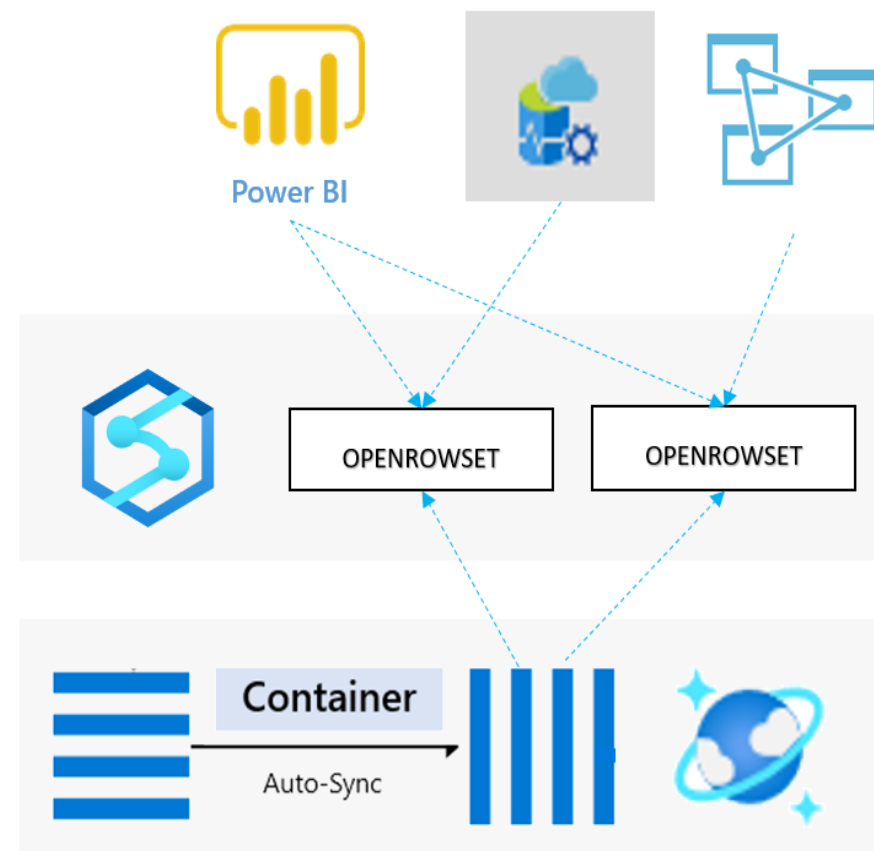 Power BI
OPENROWSET
OPENROWSET
Container
Auto-Sync